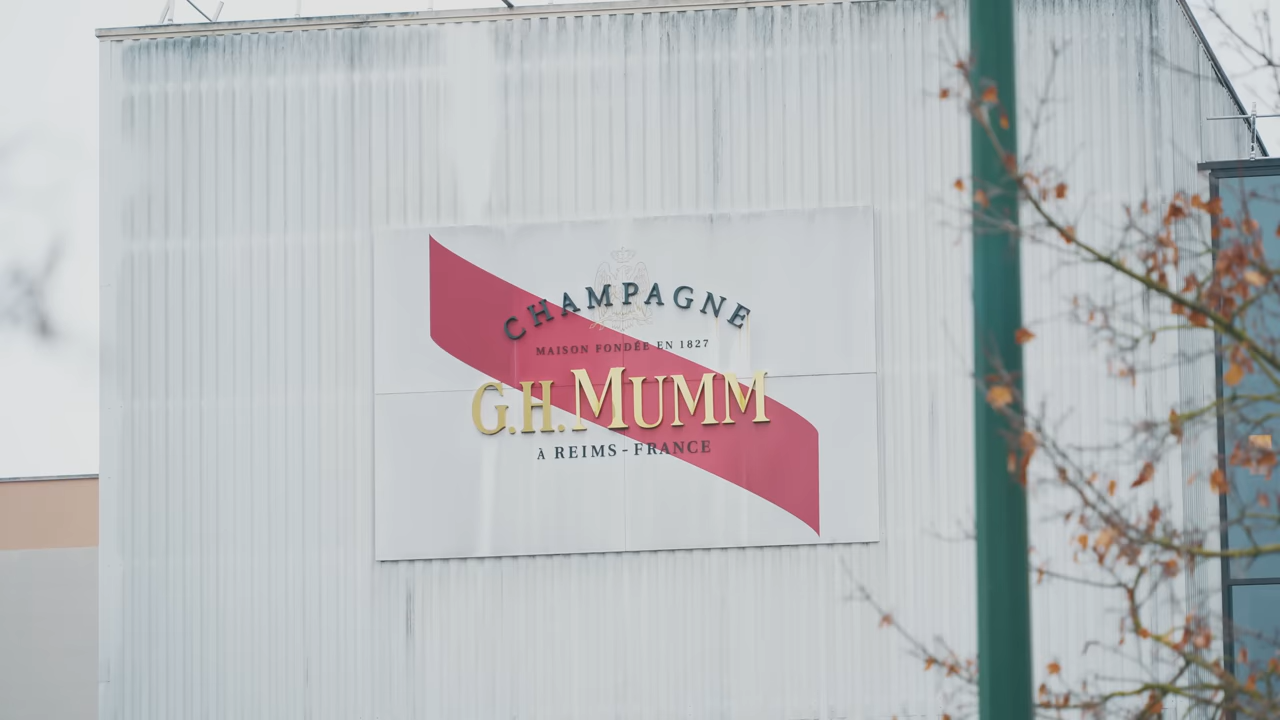 CHAMPAGNE
MAISON FONDÉE EN 1827
G.H. MUMM
À REIMS - FRANCE